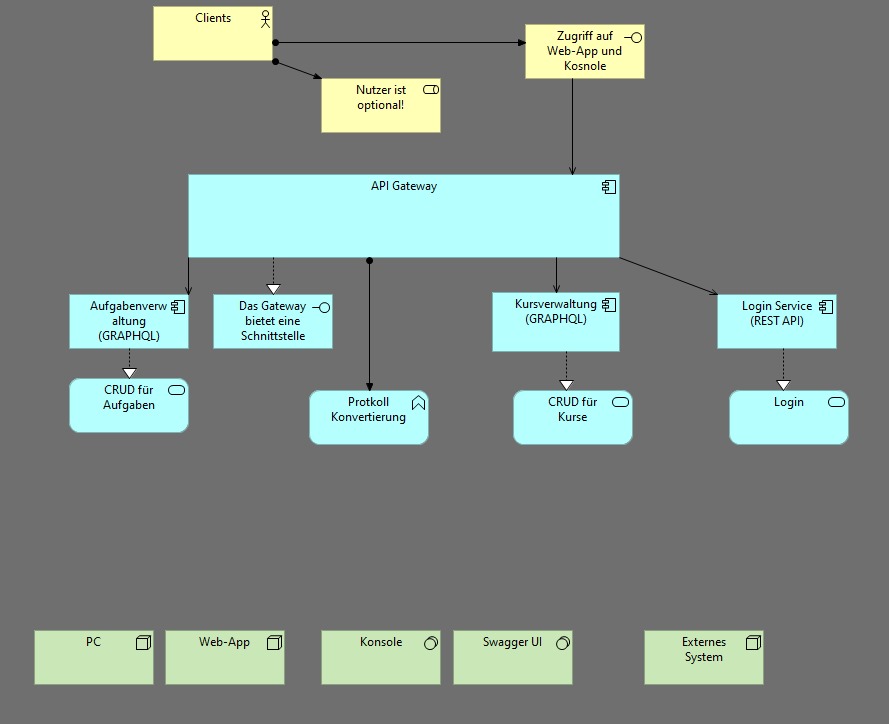 Clients
Zugriff auf
Web-App und
Kosnole
Nutzer ist
optional!
API Gateway
Aufgabenverw
altung
(GRAPHQL)
Das Gateway
bietet eine
Schnittstelle
Kursverwaltung
(GRAPHQL)
Login Service
(REST API)
CRUD für
Aufgaben
Protkoll
Konvertierung
CRUD für
Kurse
Login
PC
Web-App
Konsole
Swagger UI
Externes
System